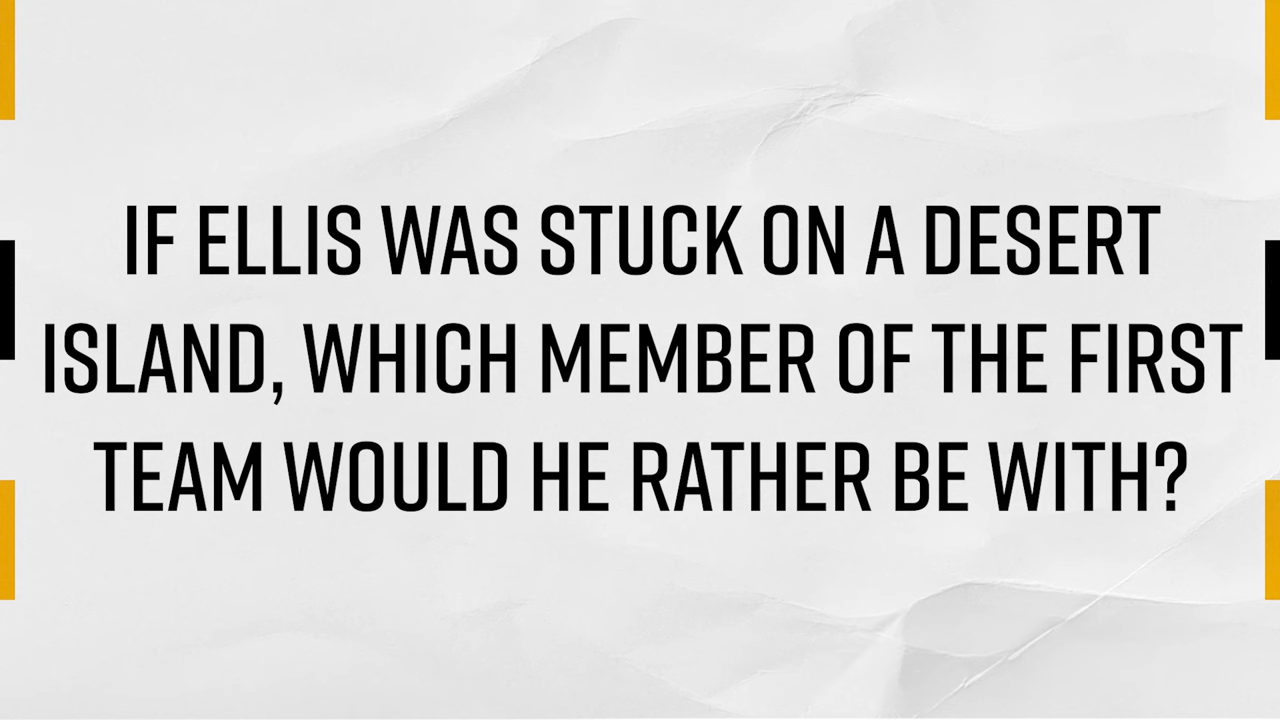 IF ELLIS WAS STUCK ON A DESERT
ISLAND, WHICH MEMBER OF THE FIRST
TEAM WOULD HE RATHER BE WITH?